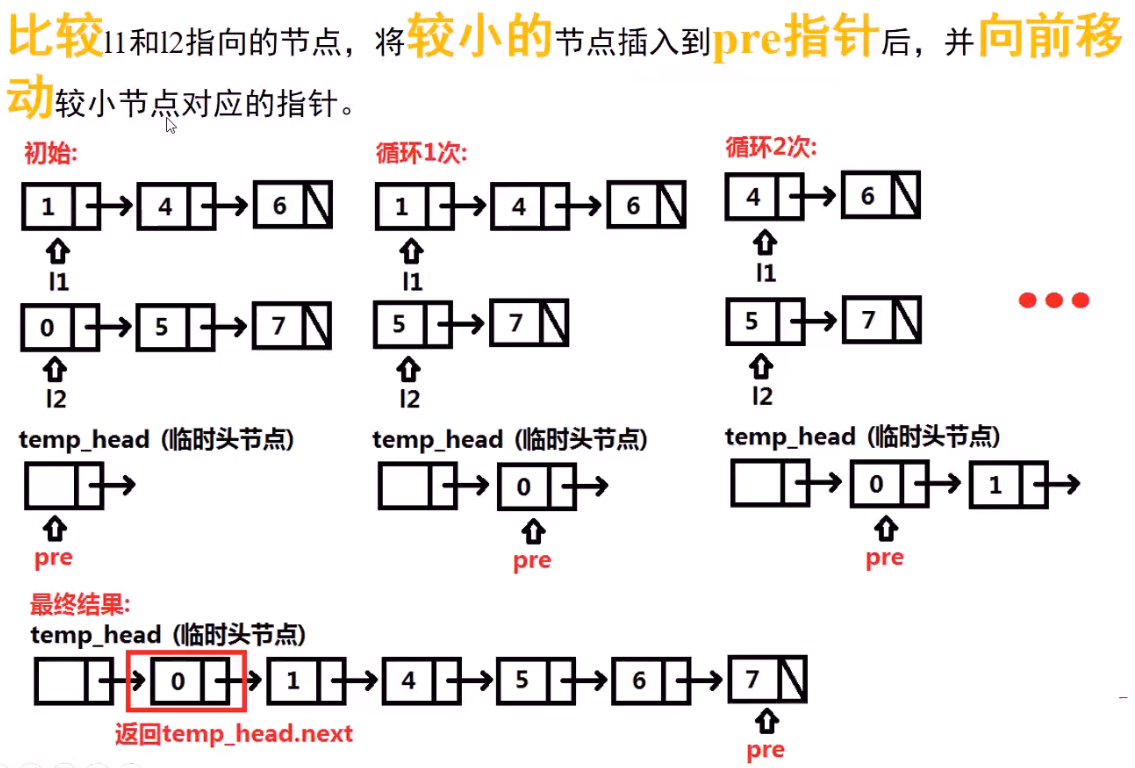 比较l1和l2指向的节点，将较小的节点插入到pre指针后，并向前移
动较小节点对应的指针。
初始:
循环1次:
循环2次:
1 4 6
1 4 6
4 6
l1
l1
l1
0 5 7
5 7
5 7
l2
l2
l2
temp_head (临时头节点)
temp_head (临时头节点)
temp_head (临时头节点)
0
0 1
pre
pre
pre
最终结果:
temp_head (临时头节点)
0 1 4 5 6 7
返回temp_head.next
pre